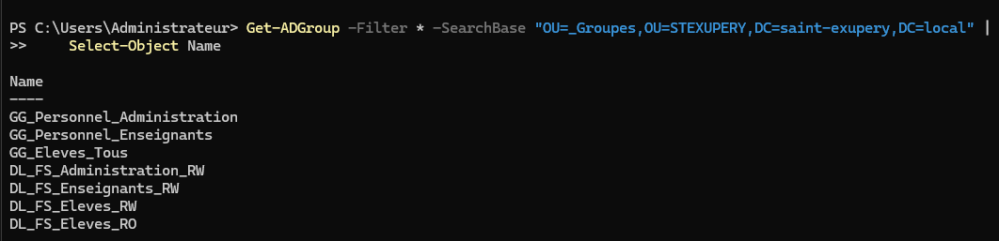 PS C:\Users\Administrateur> Get-ADGroup -Filter * -SearchBase "OU=_Groupes,OU=STEXUPERY,DC=saint-exupery,DC=local" |
>>     Select-Object Name
Name
----
GG_Personnel_Administration
GG_Personnel_Enseignants
GG_Eleves_Tous
DL_FS_Administration_RW
DL_FS_Enseignants_RW
DL_FS_Eleves_RW
DL_FS_Eleves_RO